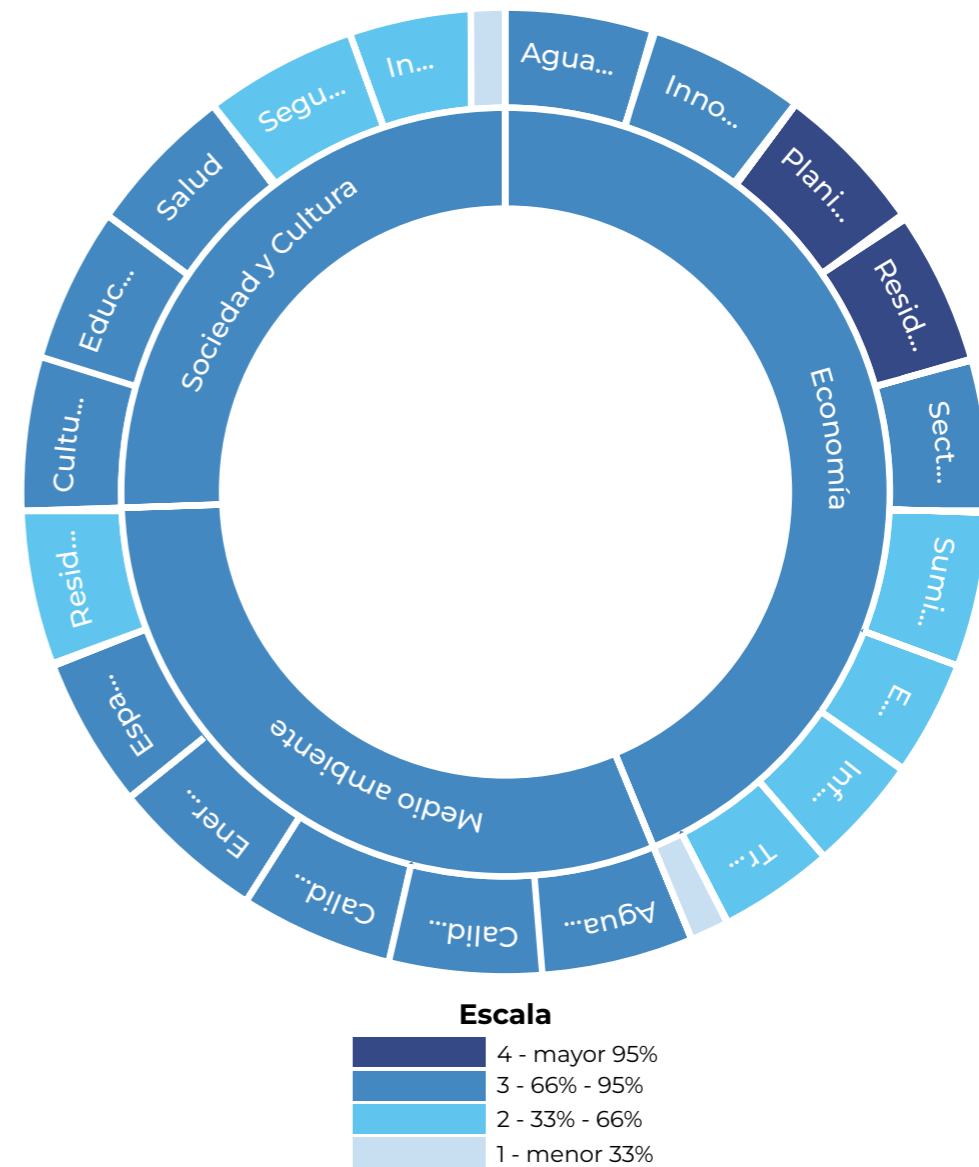 Agua...
Inno...
Plani...
Resid...
Sect...
Sumi...
E...
Inf...
Tr...
Agua...
Calid...
Calid...
Ener...
Espa...
Resid...
Cultu...
Educ...
Salud
Segu...
In...
Economía
Medio ambiente
Sociedad y Cultura
Escala
4 - mayor 95%
3 - 66% - 95%
2 - 33% - 66%
1 - menor 33%